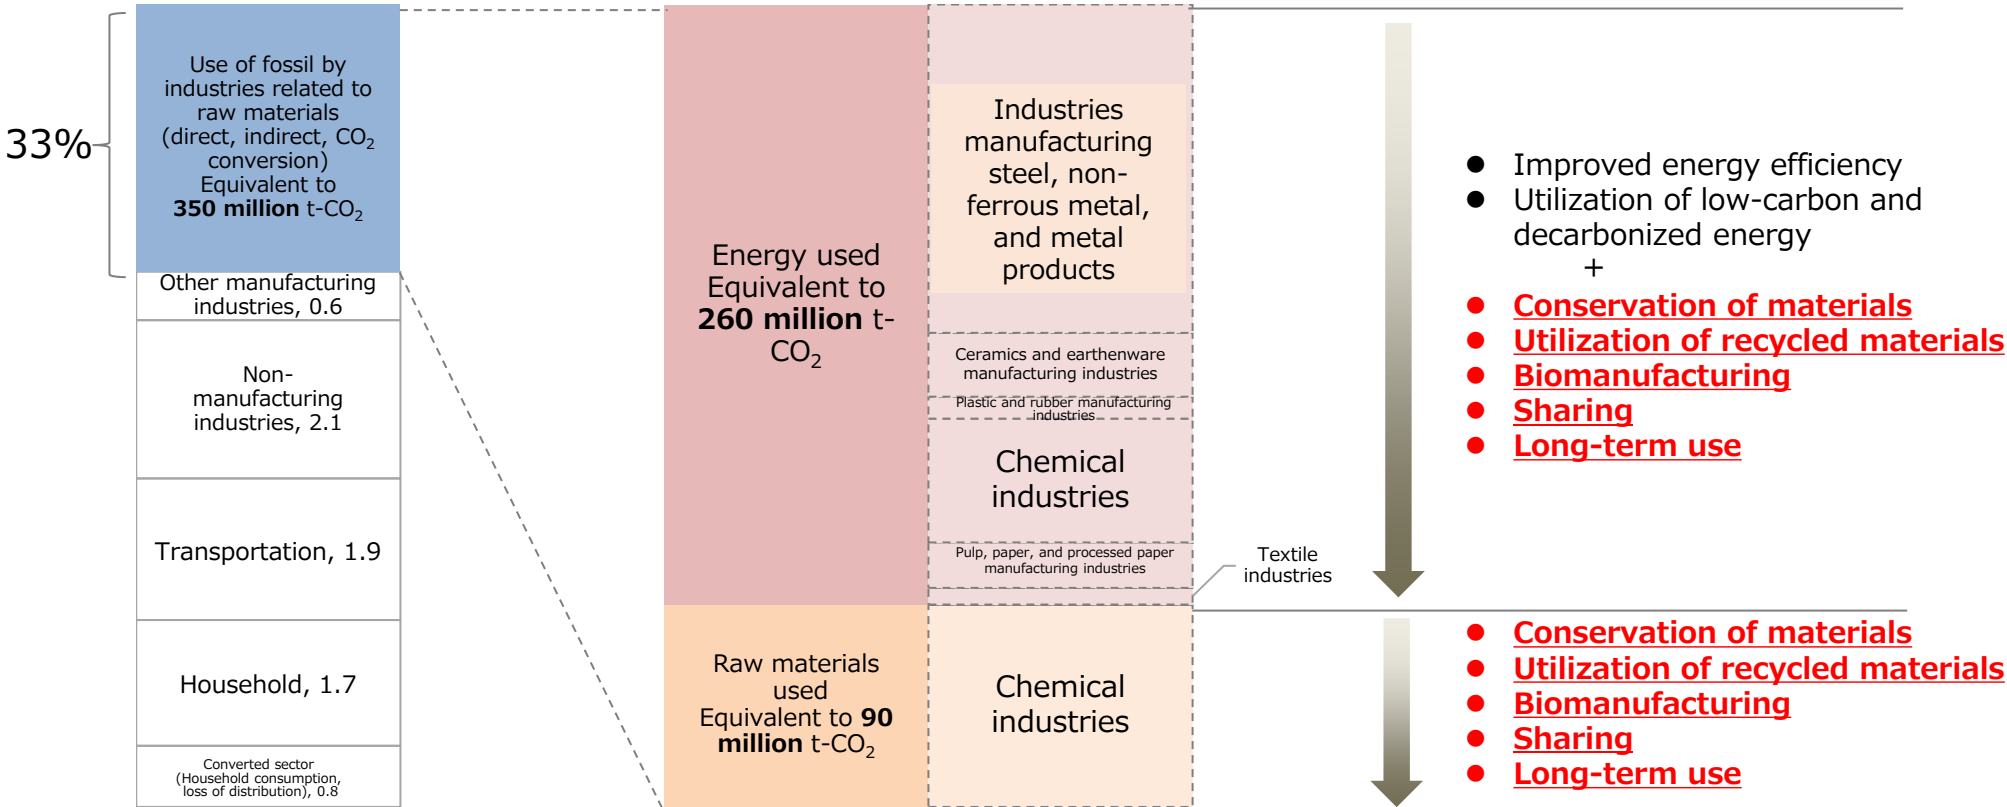 33%
Use of fossil by
industries related to
raw materials
(direct, indirect, CO₂
conversion)
Equivalent to
350 million t-CO₂
Other manufacturing
industries, 0.6
Non-
manufacturing
industries, 2.1
Transportation, 1.9
Household, 1.7
Converted sector
(Household consumption,
loss of distribution), 0.8
Energy used
Equivalent to
260 million t-
CO₂
Raw materials
used
Equivalent to 90
million t-CO₂
Industries
manufacturing
steel, non-
ferrous metal,
and metal
products
Ceramics and earthenware
manufacturing industries
Plastic and rubber manufacturing
industries
Chemical
industries
Pulp, paper, and processed paper
manufacturing industries
Textile
industries
Chemical
industries
● Improved energy efficiency
● Utilization of low-carbon and
decarbonized energy
+
● Conservation of materials
● Utilization of recycled materials
● Biomanufacturing
● Sharing
● Long-term use
● Conservation of materials
● Utilization of recycled materials
● Biomanufacturing
● Sharing
● Long-term use